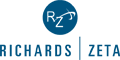 RZ
RICHARDS | ZETA